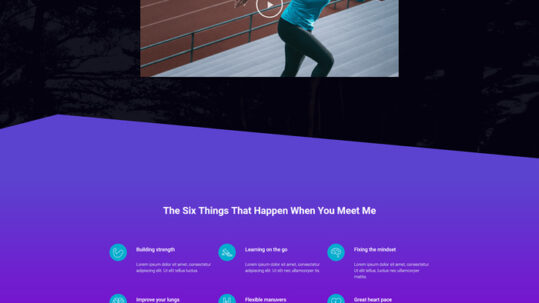 The Six Things That Happen When You Meet Me
Building strength
Learning on the go
Fixing the mindset
Lorem ipsum dolor sit amet, consectetur
adipiscing elit. Ut elit tellus luctus.
Lorem ipsum dolor sit amet, consectetur
adipiscing elit. Ut elit nec ullamcorper tis.
Lorem ipsum dolor sit amet, consectetur
adipiscing elit. Ut elit tellus, luctus nec ullamcorper
mattis.
Improve your lungs
Flexible manuvers
Great heart pace